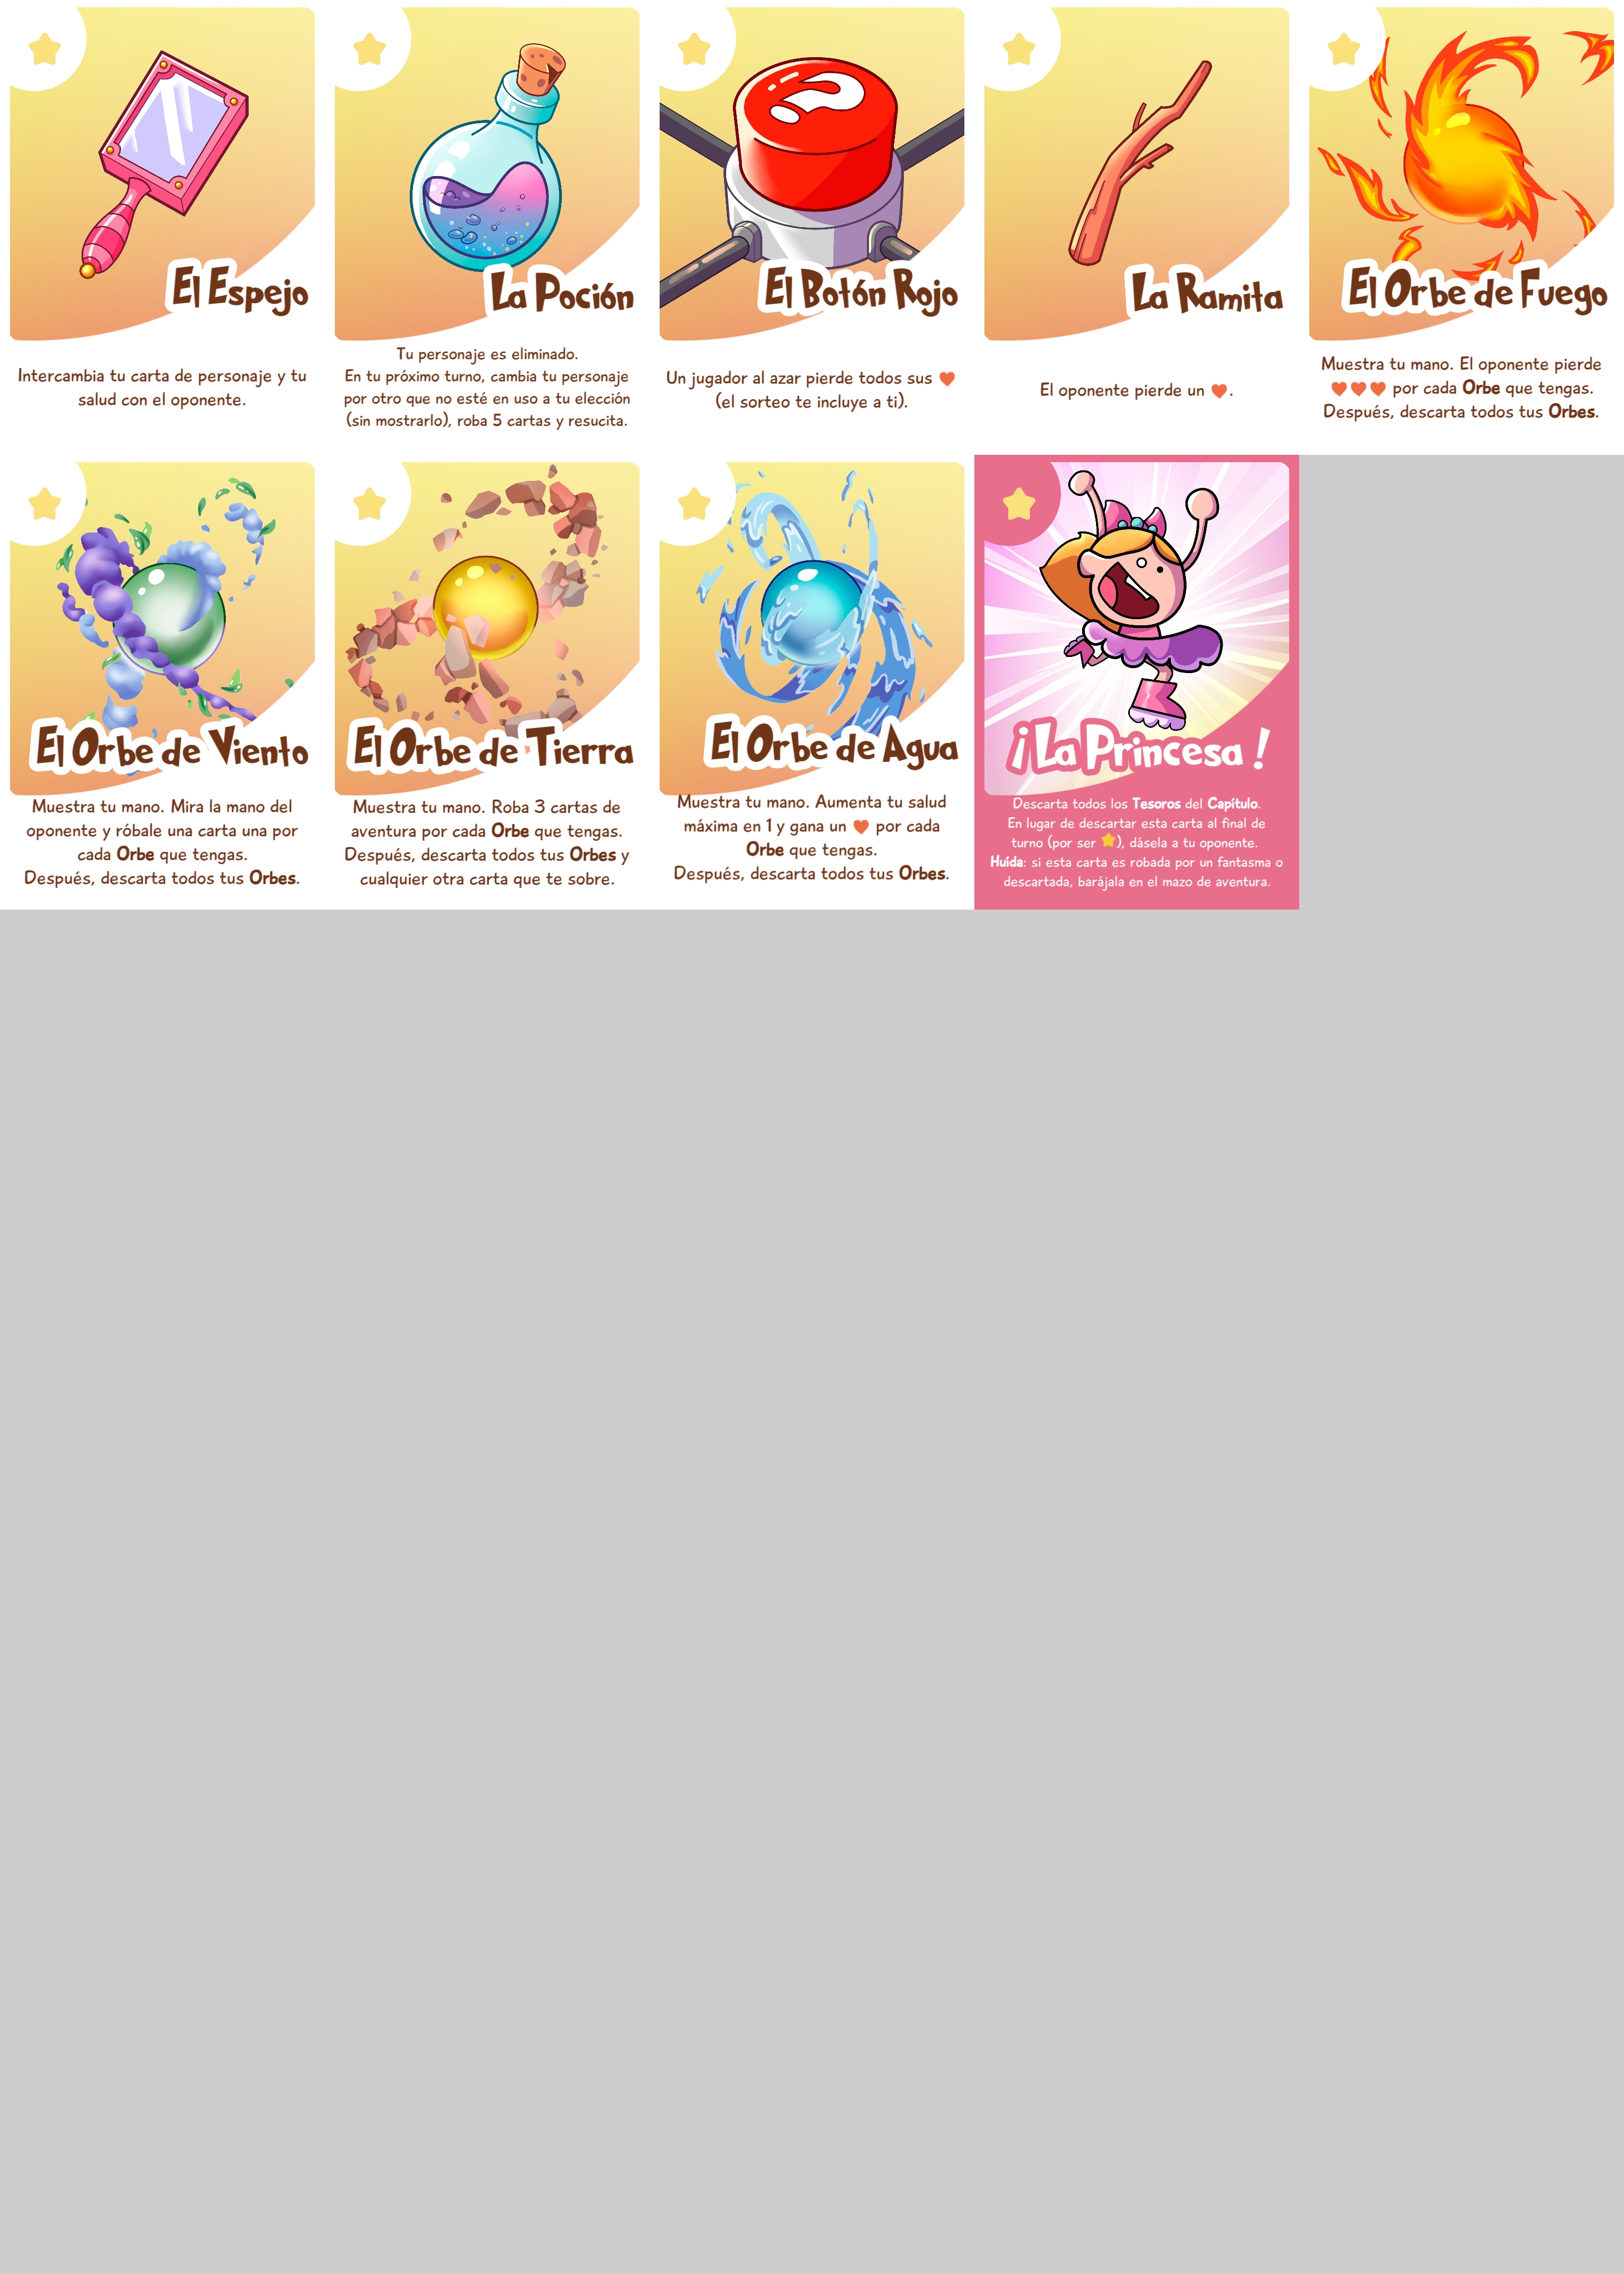 El Espejo
Intercambia tu carta de personaje y tu
salud con el oponente.
La Poción
Tu personaje es eliminado.
En tu próximo turno, cambia tu personaje
por otro que no esté en uso a tu elección
(sin mostrarlo), roba 5 cartas y resucita.
?
El Botón Rojo
Un jugador al azar pierde todos sus ❤
(el sorteo te incluye a ti).
La Ramita
El oponente pierde un ❤.
El Orbe de Fuego
Muestra tu mano. El oponente pierde
❤❤❤ por cada Orbe que tengas.
Después, descarta todos tus Orbes.
El Orbe de Viento
Muestra tu mano. Mira la mano del
oponente y róbale una carta una por
cada Orbe que tengas.
Después, descarta todos tus Orbes.
El Orbe de Tierra
Muestra tu mano. Roba 3 cartas de
aventura por cada Orbe que tengas.
Después, descarta todos tus Orbes y
cualquier otra carta que te sobre.
El Orbe de Agua
Muestra tu mano. Aumenta tu salud
máxima en 1 y gana un ❤ por cada
Orbe que tengas.
Después, descarta todos tus Orbes.
¡La Princesa!
Descarta todos los Tesoros del Capítulo.
En lugar de descartar esta carta al final de
turno (por ser ⭐), dásela a tu oponente.
Huída: si esta carta es robada por un fantasma o
descartada, barájala en el mazo de aventura.